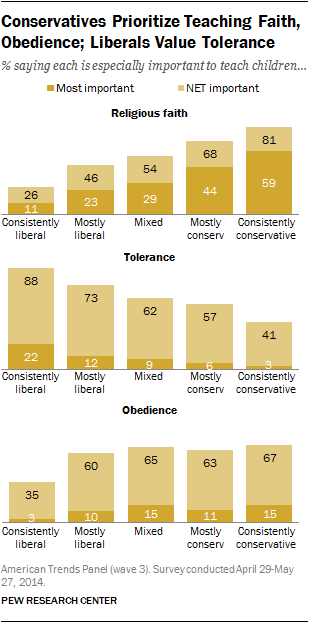 Conservatives Prioritize Teaching Faith,
Obedience; Liberals Value Tolerance
% saying each is especially important to teach children...
Most important NET important
Religious faith
26 46 54 68 81
11 23 29 44 59
Consistently Mostly Mixed Mostly Consistently
liberal liberal conserv conservative
Tolerance
88 73 62 57 41
22 12 9 6 3
Consistently Mostly Mixed Mostly Consistently
liberal liberal conserv conservative
Obedience
35 60 65 63 67
3 10 15 11 15
Consistently Mostly Mixed Mostly Consistently
liberal liberal conserv conservative
American Trends Panel (wave 3). Survey conducted April 29-May
27, 2014.
PEW RESEARCH CENTER